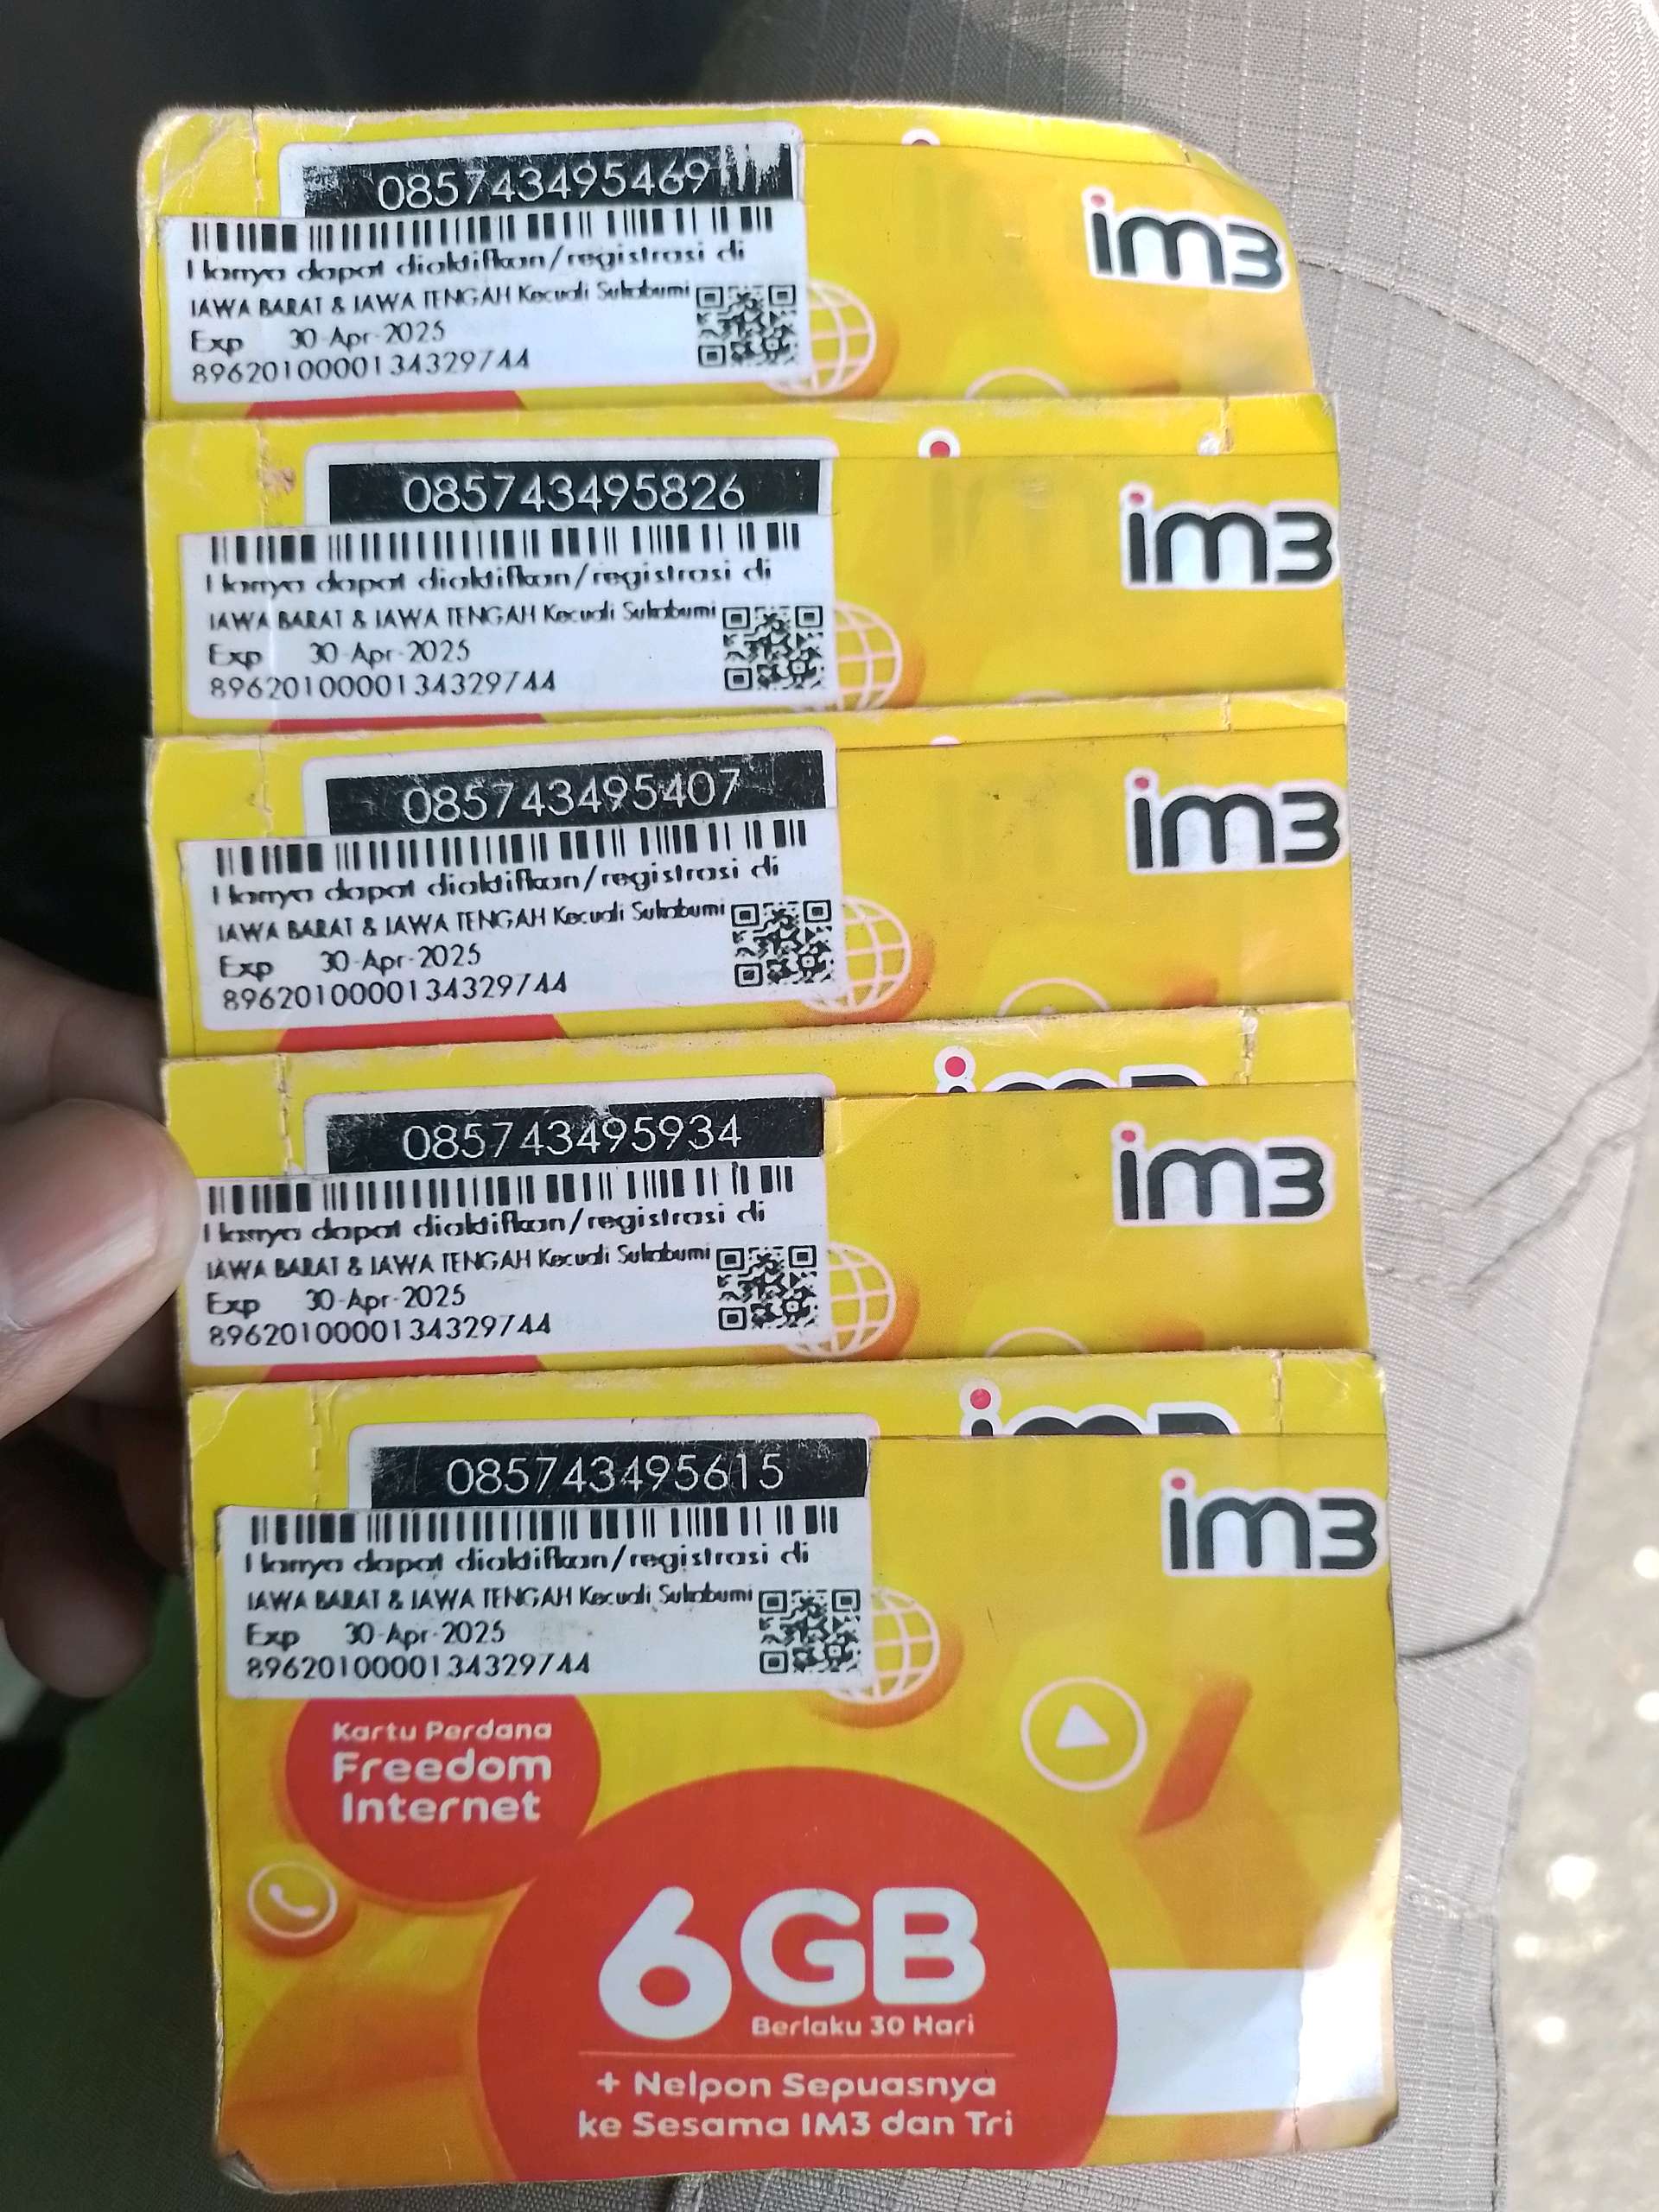 085743495469
im3
Hanya dapat diaktifkan/registrasi di
JAWA BARAT & JAWA TENGAH Kecuali Sukabumi
Exp 30-Apr-2025
8962010000134329744
085743495826
im3
Hanya dapat diaktifkan/registrasi di
JAWA BARAT & JAWA TENGAH Kecuali Sukabumi
Exp 30-Apr-2025
8962010000134329744
085743495407
im3
Hanya dapat diaktifkan/registrasi di
JAWA BARAT & JAWA TENGAH Kecuali Sukabumi
Exp 30-Apr-2025
8962010000134329744
085743495934
im3
Hanya dapat diaktifkan/registrasi di
JAWA BARAT & JAWA TENGAH Kecuali Sukabumi
Exp 30-Apr-2025
8962010000134329744
085743495615
im3
Hanya dapat diaktifkan/registrasi di
JAWA BARAT & JAWA TENGAH Kecuali Sukabumi
Exp 30-Apr-2025
8962010000134329744
Kartu Perdana
Freedom
Internet
6GB
Berlaku 30 Hari
+ Nelpon Sepuasnya
ke Sesama IM3 dan Tri